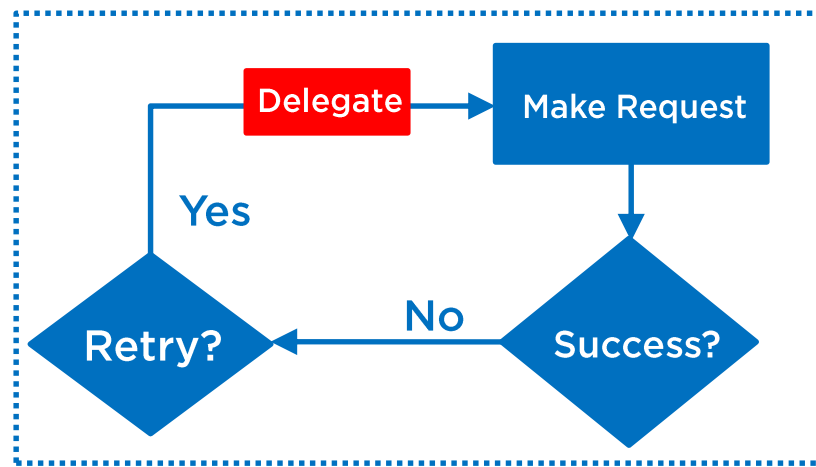 Delegate
Make Request
Yes
No
Retry?
Success?